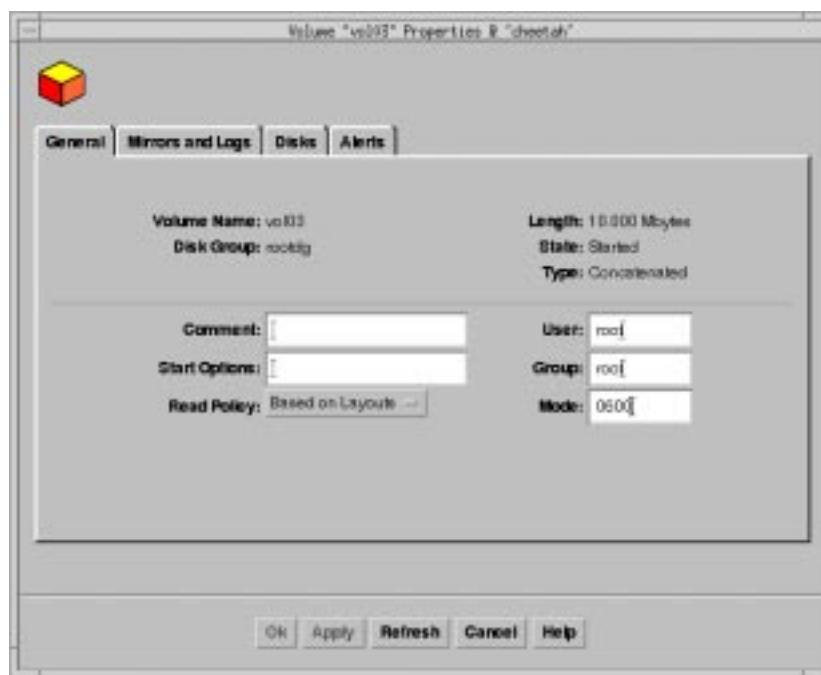 Volume "vol03" Properties @ "cheetah"
General Mirrors and Logs Disks Alerts
Volume Name: vol03 Length: 10.000 Mbytes
Disk Group: rootdg State: Started
Type: Concatenated
Comment: User: root
Start Options: Group: root
Read Policy: Based on Layouts Mode: 0600
Ok Apply Refresh Cancel Help